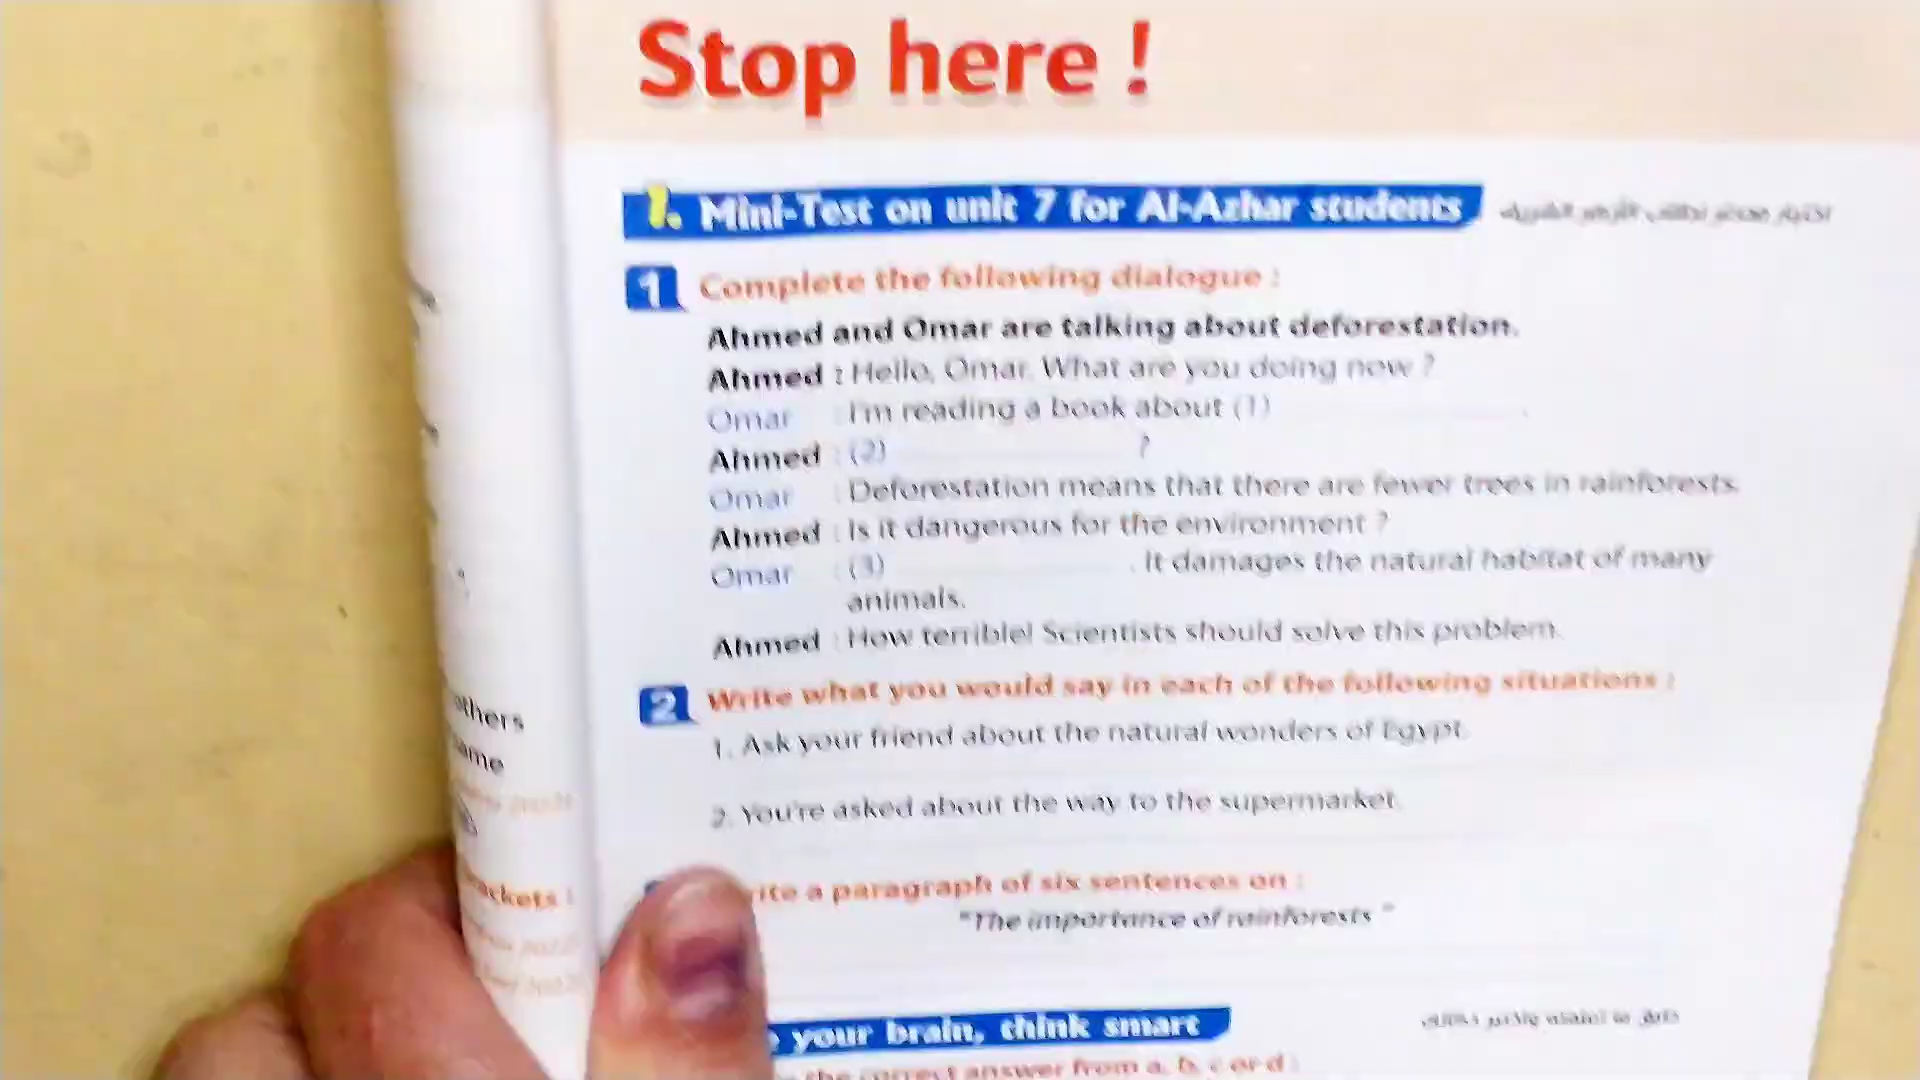 Stop here !
1. Mini-Test on unit 7 for Al-Azhar students
1 Complete the following dialogue :
Ahmed and Omar are talking about deforestation.
Ahmed : Hello, Omar. What are you doing now ?
Omar : I'm reading a book about (1) .
Ahmed : (2) ?
Omar : Deforestation means that there are fewer trees in rainforests.
Ahmed : Is it dangerous for the environment ?
Omar : (3) . It damages the natural habitat of many
animals.
Ahmed : How terrible! Scientists should solve this problem.
2 Write what you would say in each of the following situations :
1. Ask your friend about the natural wonders of Egypt.
2. You're asked about the way to the supermarket.
rite a paragraph of six sentences on :
"The importance of rainforests"
your brain, think smart
the correct answer from a, b, c or d :
others
ame
rackets :